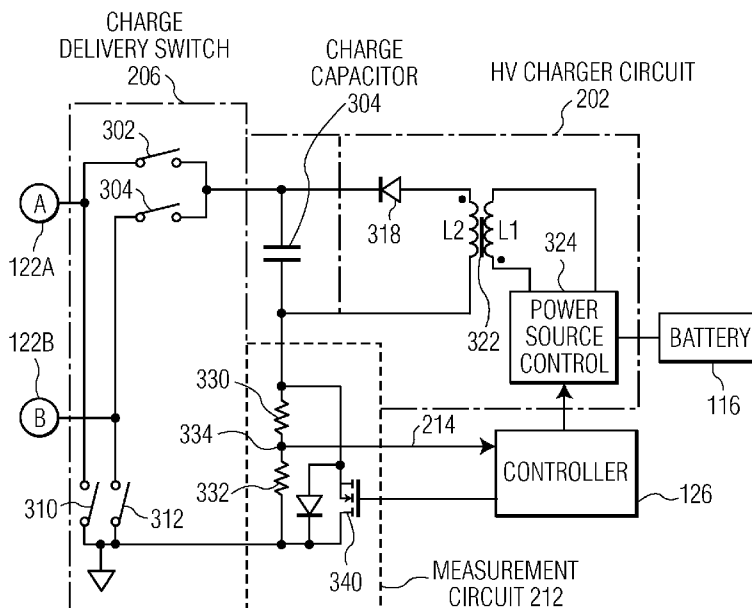 CHARGE
DELIVERY SWITCH
206
CHARGE
CAPACITOR
304
HV CHARGER CIRCUIT
202
302
304
A
122A
318
L2
L1
322
324
POWER
SOURCE
CONTROL
BATTERY
116
122B
B
330
334
332
214
CONTROLLER
126
310
312
340
MEASUREMENT
CIRCUIT 212